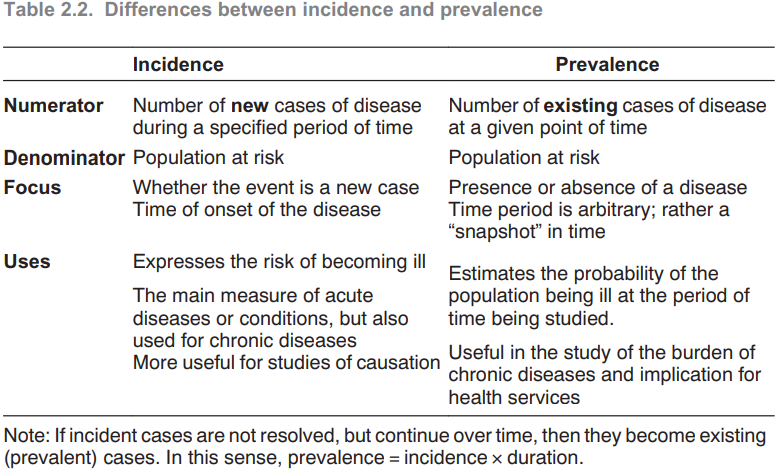 Table 2.2. Differences between incidence and prevalence
Incidence Prevalence
Numerator Number of new cases of disease during a specified period of time Number of existing cases of disease at a given point of time
Denominator Population at risk Population at risk
Focus Whether the event is a new case Presence or absence of a disease
Time of onset of the disease Time period is arbitrary; rather a “snapshot” in time
Uses Expresses the risk of becoming ill
Estimates the probability of the population being ill at the period of time being studied.
The main measure of acute diseases or conditions, but also used for chronic diseases
More useful for studies of causation
Useful in the study of the burden of chronic diseases and implication for health services
Note: If incident cases are not resolved, but continue over time, then they become existing
(prevalent) cases. In this sense, prevalence = incidence × duration.